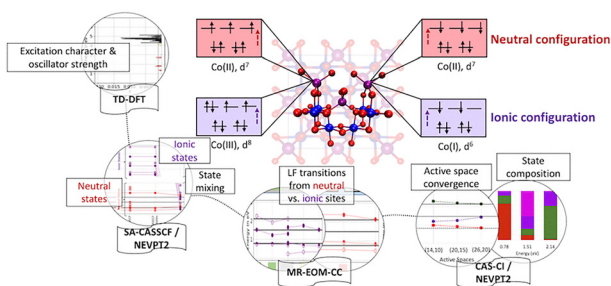 Neutral configuration
Co(II), d7
Co(II), d7
Excitation character &
oscillator strength
TD-DFT
Ionic configuration
Co(III), d8
Co(I), d6
Ionic
states
State
mixing
Neutral
states
SA-CASSCF /
NEVPT2
LF transitions
from neutral
vs. ionic sites
MR-EOM-CC
Active space
convergence
State
composition
(14,10) (20,15) (26,20)
Active Spaces
0.78 1.51 2.14
Energy [eV]
CAS-CI /
NEVPT2